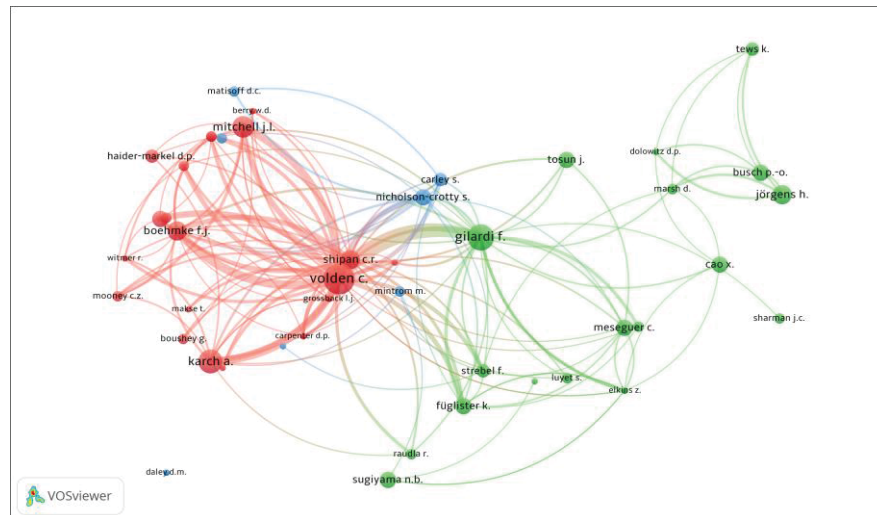 tews k.
matisoff d.c.
berry w.d.
mitchell j.l.
haider-markel d.p.
dolowitz d.p.
tosun j.
carley s.
busch p.-o.
nicholson-crotty s.
marsh d.
jörgens h.
boehmke f.j.
gilardi f.
witmer r.
shipan c.r.
cao x.
volden c.
mooney c.z.
grossback l.j.
mintrom m.
makse t.
sharman j.c.
meseguer c.
boushey g.
carpenter d.p.
karch a.
strebel f.
luyet s.
elkins z.
füglister k.
raudla r.
daley d.m.
sugiyama n.b.
VOSviewer